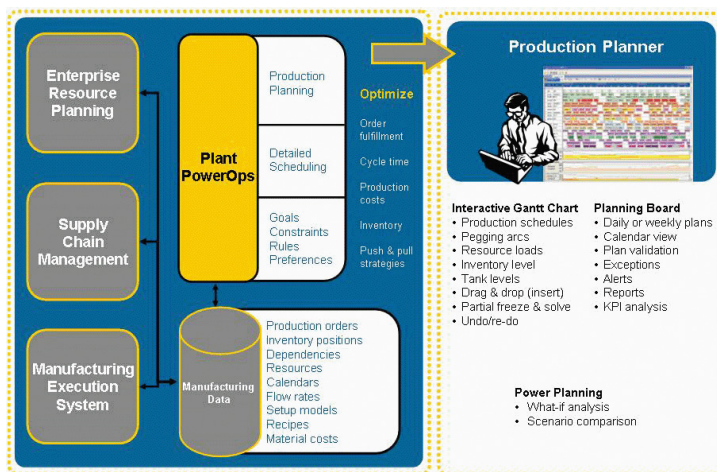 Enterprise
Resource
Planning
Supply
Chain
Management
Manufacturing
Execution
System
Plant
PowerOps
Production
Planning
Detailed
Scheduling
Goals
Constraints
Rules
Preferences
Optimize
Order
fulfillment
Cycle time
Production
costs
Inventory
Push & pull
strategies
Manufacturing
Data
Production orders
Inventory positions
Dependencies
Resources
Calendars
Flow rates
Setup models
Recipes
Material costs
Production Planner
Interactive Gantt Chart
• Production schedules
• Pegging arcs
• Resource loads
• Inventory level
• Tank levels
• Drag & drop (insert)
• Partial freeze & solve
• Undo/re-do
Planning Board
• Daily or weekly plans
• Calendar view
• Plan validation
• Exceptions
• Alerts
• Reports
• KPI analysis
Power Planning
• What-if analysis
• Scenario comparison